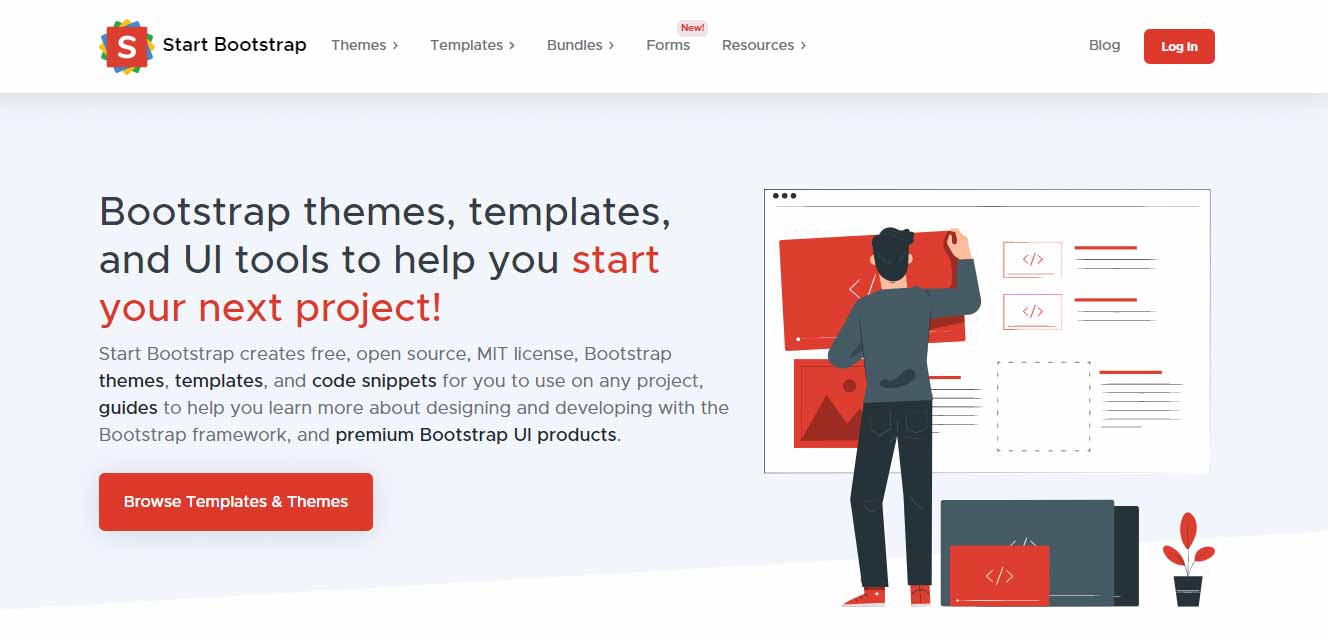 S Start Bootstrap Themes > Templates > Bundles > Forms New! Resources > Blog Log In
Bootstrap themes, templates,
and UI tools to help you start
your next project!
Start Bootstrap creates free, open source, MIT license, Bootstrap
themes, templates, and code snippets for you to use on any project,
guides to help you learn more about designing and developing with the
Bootstrap framework, and premium Bootstrap UI products.
Browse Templates & Themes
</>
</>
</>
</>
</>